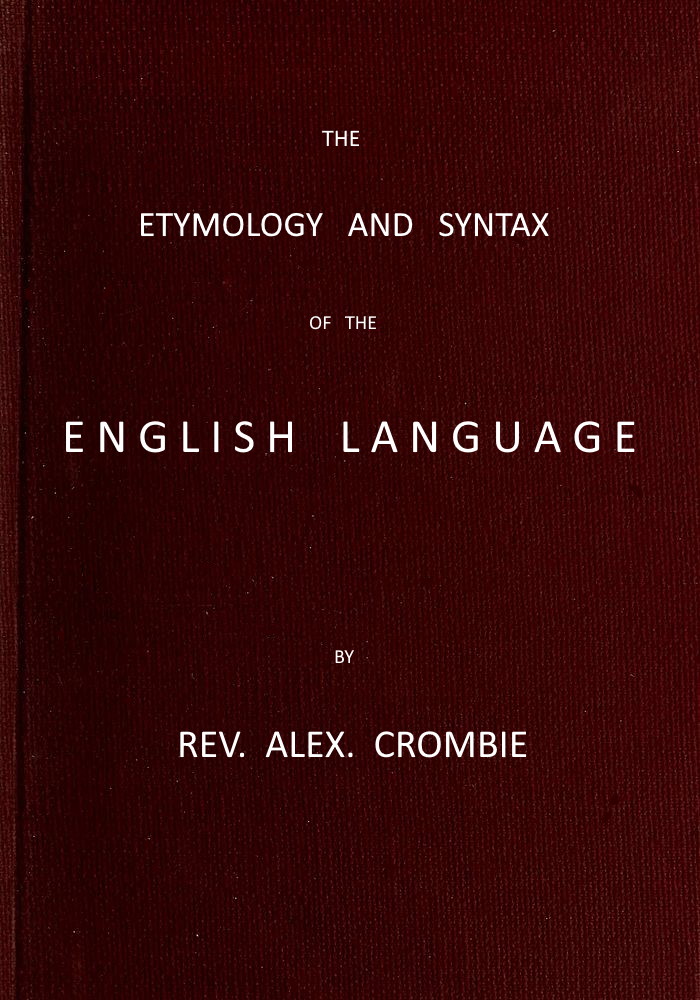 THE
ETYMOLOGY AND SYNTAX
OF THE
ENGLISH LANGUAGE
BY
REV. ALEX. CROMBIE